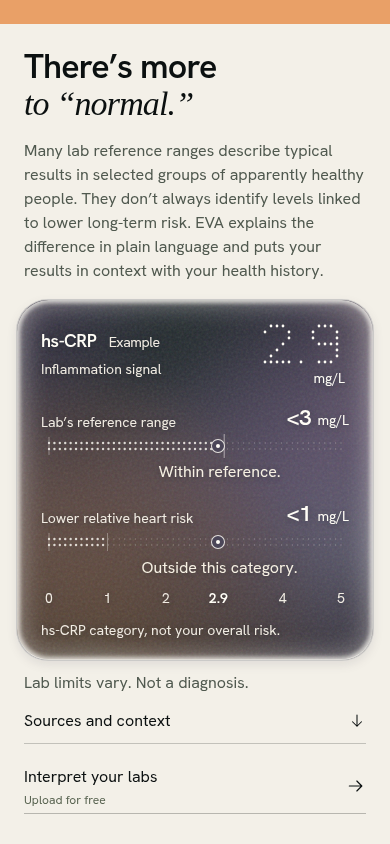 There’s more
to “normal.”
Many lab reference ranges describe typical
results in selected groups of apparently healthy
people. They don’t always identify levels linked
to lower long-term risk. EVA explains the
difference in plain language and puts your
results in context with your health history.
hs-CRP Example 2.9
Inflammation signal mg/L
Lab’s reference range <3 mg/L
Within reference.
Lower relative heart risk <1 mg/L
Outside this category.
0 1 2 2.9 4 5
hs-CRP category, not your overall risk.
Lab limits vary. Not a diagnosis.
Sources and context ↓
Interpret your labs →
Upload for free